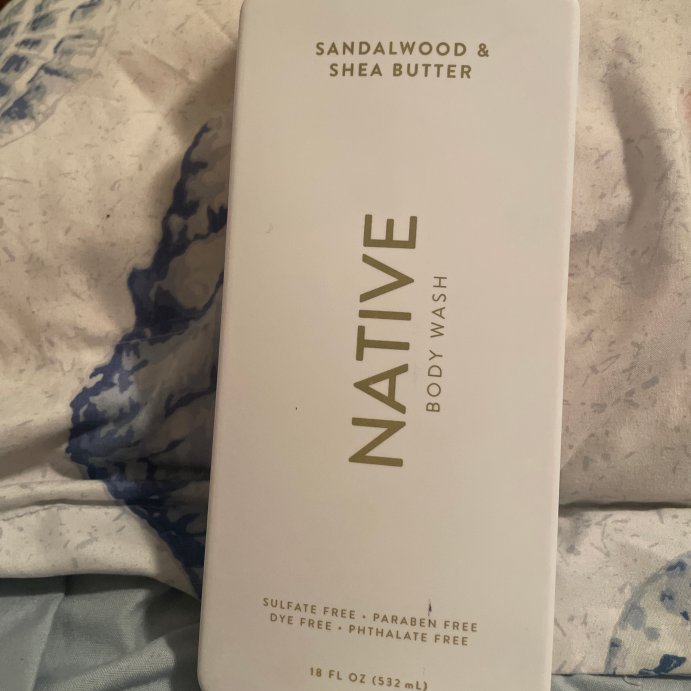 SANDALWOOD &
SHEA BUTTER
NATIVE
BODY WASH
SULFATE FREE • PARABEN FREE
DYE FREE • PHTHALATE FREE
18 FL OZ (532 mL)